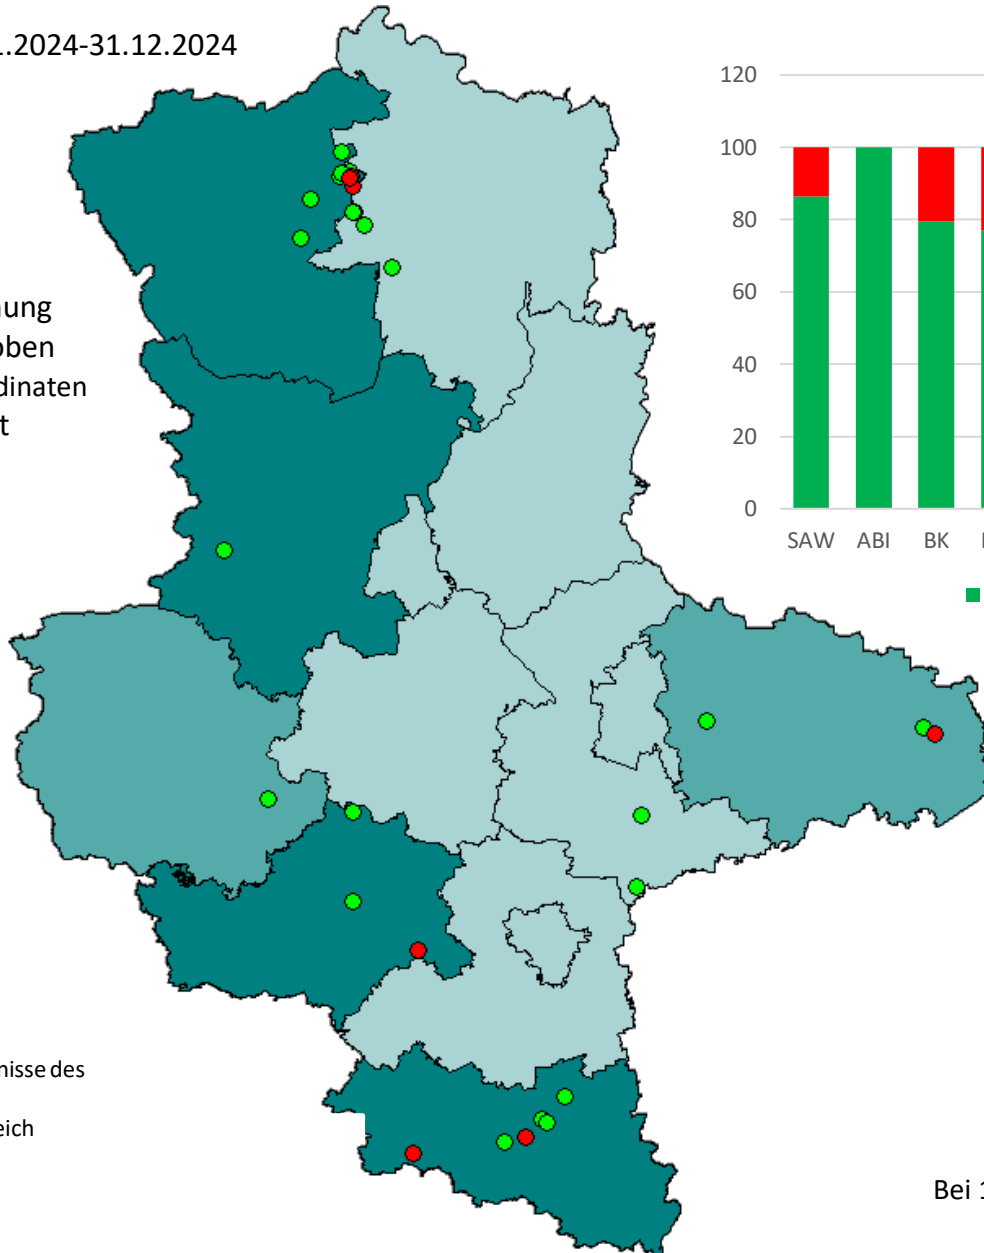 .2024-31.12.2024
120
100
80
60
40
20
0
SAW ABI BK
oben
dinaten
t
nisse des
eich
Bei 1